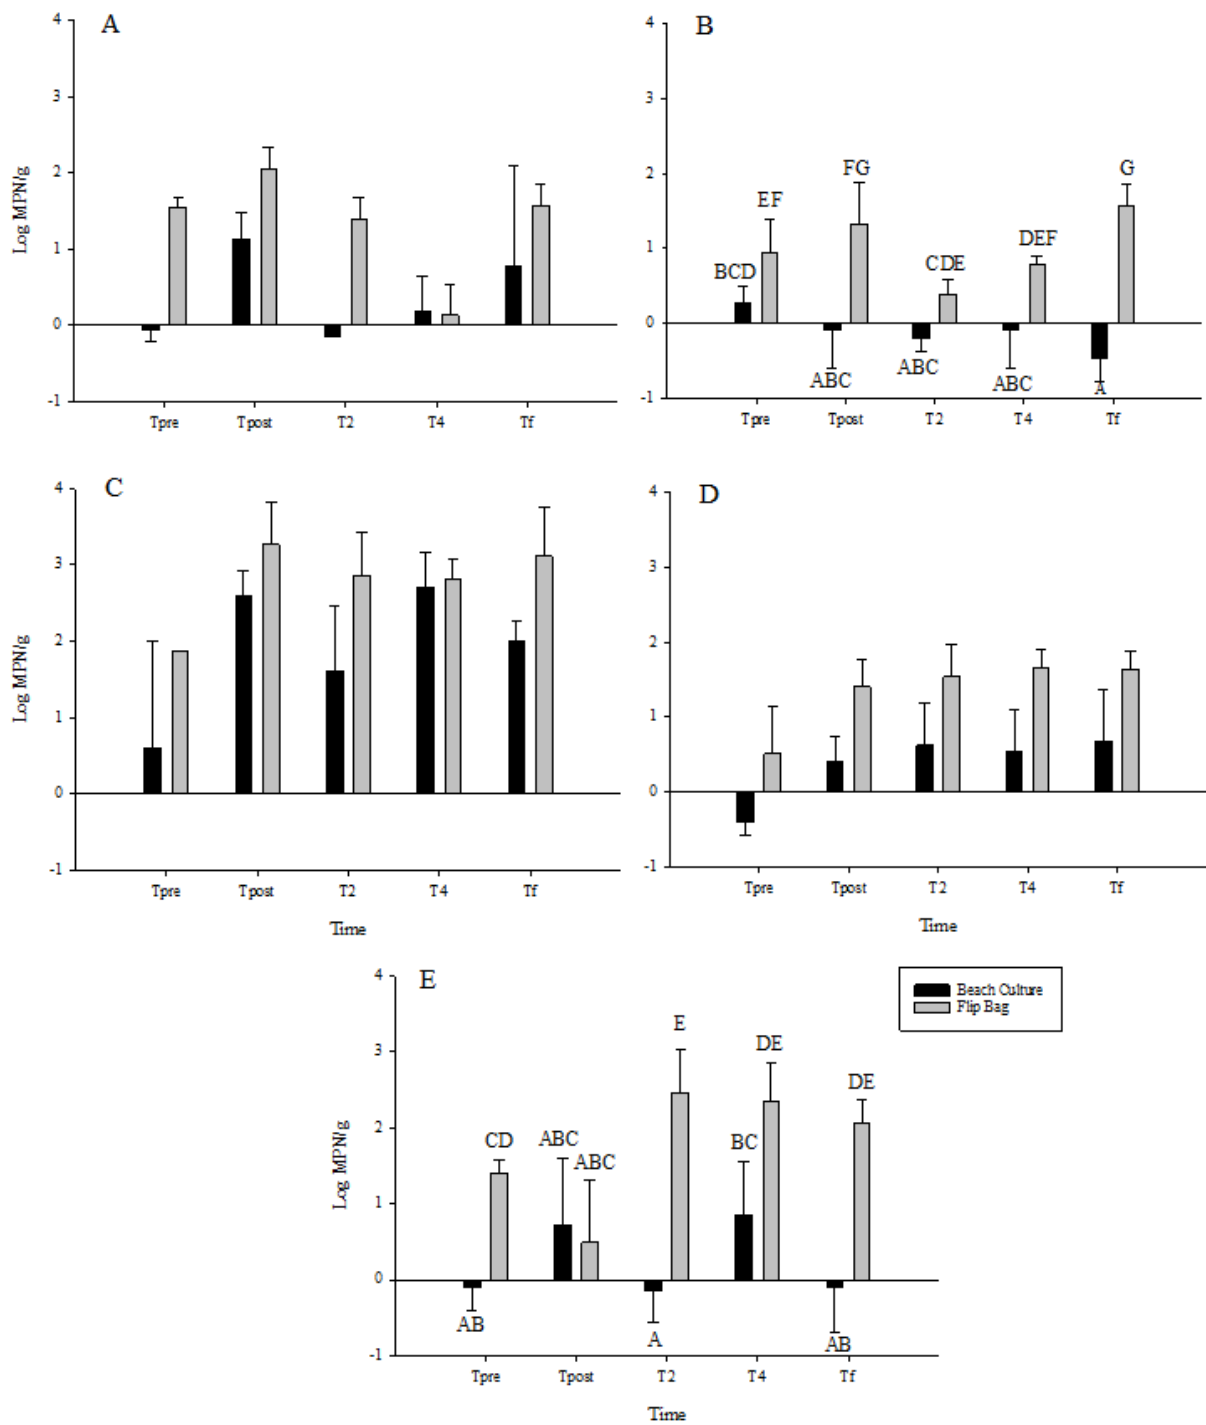 A
4
3
2
1
0
-1
Log MPN/g
Tpre Tpost T2 T4 Tf
B
4
3
2
1
0
-1
BCD EF ABC FG ABC CDE ABC DEF A G
Tpre Tpost T2 T4 Tf
C
4
3
2
1
0
-1
Log MPN/g
Tpre Tpost T2 T4 Tf
Time
D
4
3
2
1
0
-1
Tpre Tpost T2 T4 Tf
Time
E
4
3
2
1
0
-1
Log MPN/g
AB CD ABC ABC A E BC DE AB DE
Tpre Tpost T2 T4 Tf
Time
Beach Culture
Flip Bag